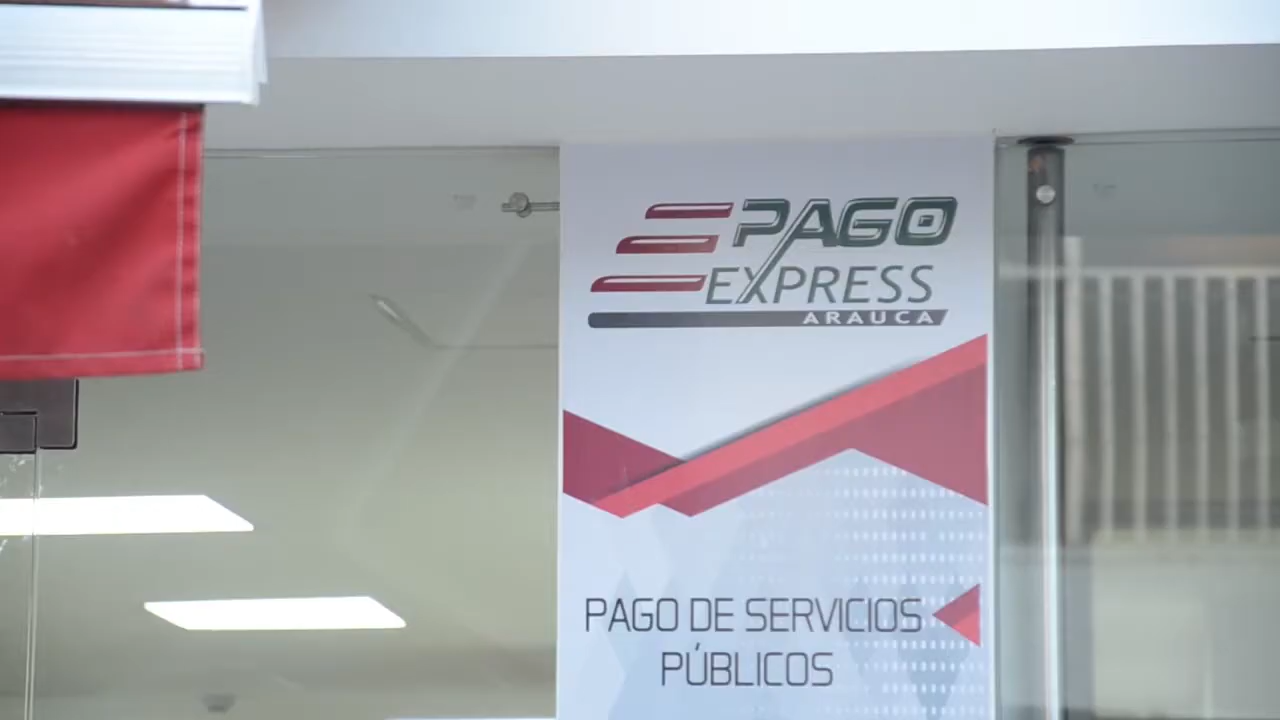 PAGO
EXPRESS
ARAUCA
PAGO DE SERVICIOS
PÚBLICOS